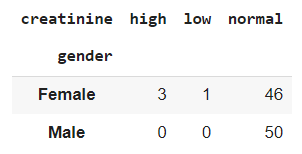 creatinine high low normal
gender
Female 3 1 46
Male 0 0 50